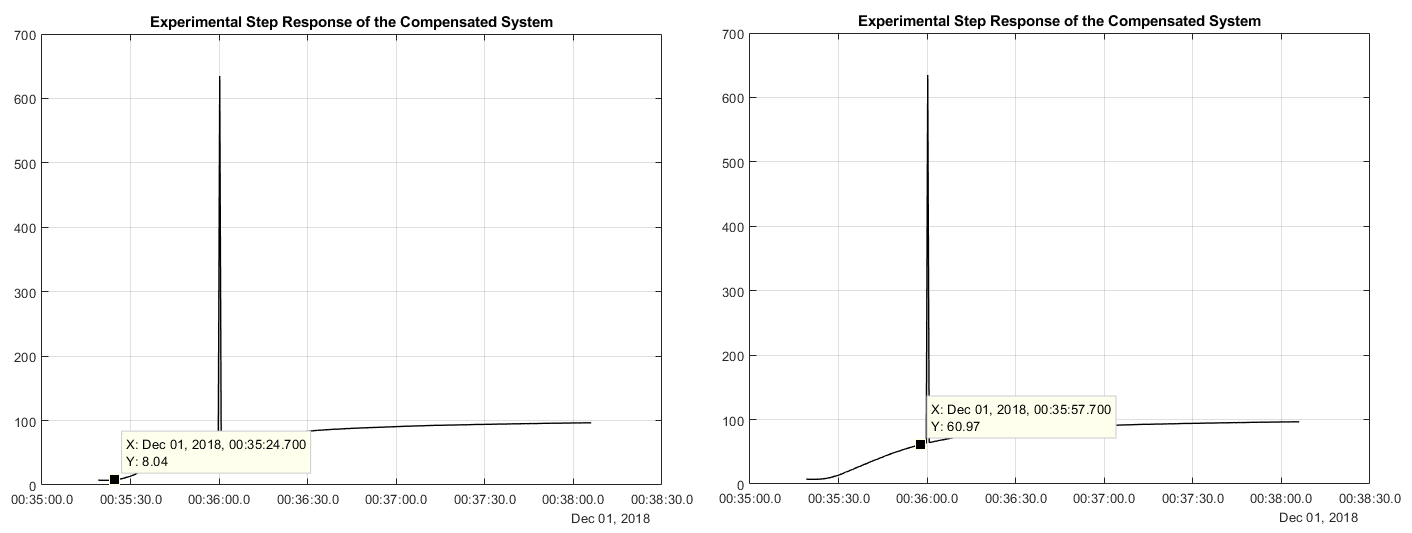 Experimental Step Response of the Compensated System
700
600
500
400
300
200
100
0
X: Dec 01, 2018, 00:35:24.700
Y: 8.04
00:35:00.0 00:35:30.0 00:36:00.0 00:36:30.0 00:37:00.0 00:37:30.0 00:38:00.0 00:38:30.0
Dec 01, 2018
Experimental Step Response of the Compensated System
700
600
500
400
300
200
100
0
X: Dec 01, 2018, 00:35:57.700
Y: 60.97
00:35:00.0 00:35:30.0 00:36:00.0 00:36:30.0 00:37:00.0 00:37:30.0 00:38:00.0 00:38:30.0
Dec 01, 2018